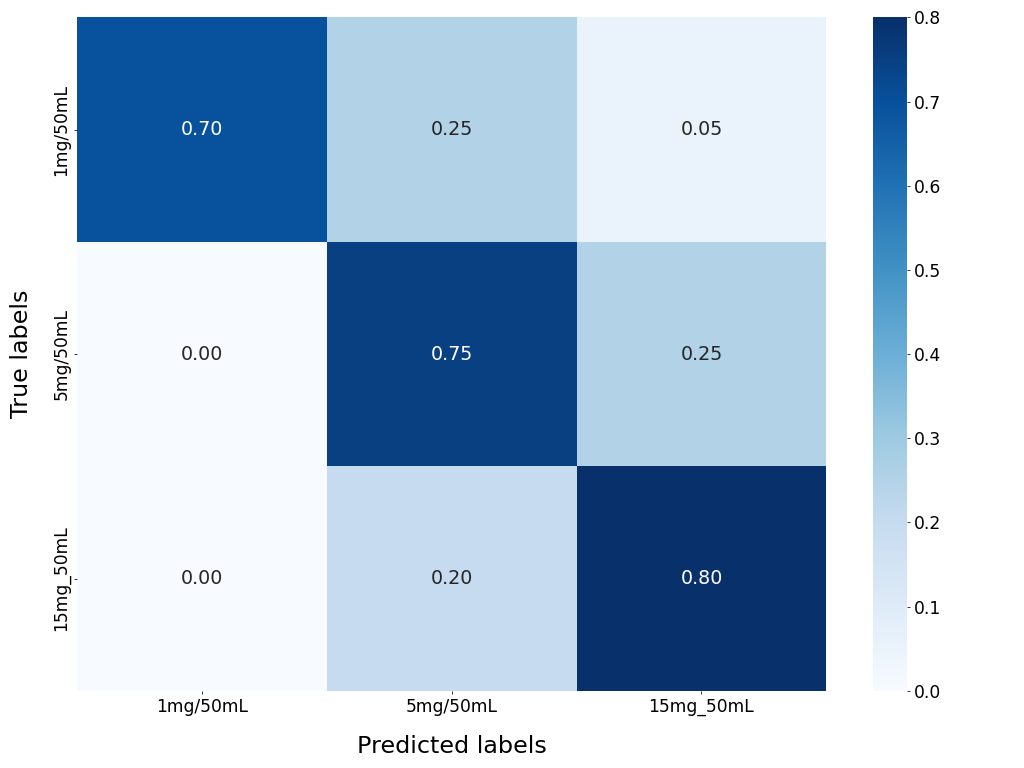 True labels
1mg/50mL
5mg/50mL
15mg_50mL
0.70 0.25 0.05
0.00 0.75 0.25
0.00 0.20 0.80
1mg/50mL 5mg/50mL 15mg_50mL
Predicted labels
0.8
0.7
0.6
0.5
0.4
0.3
0.2
0.1
0.0